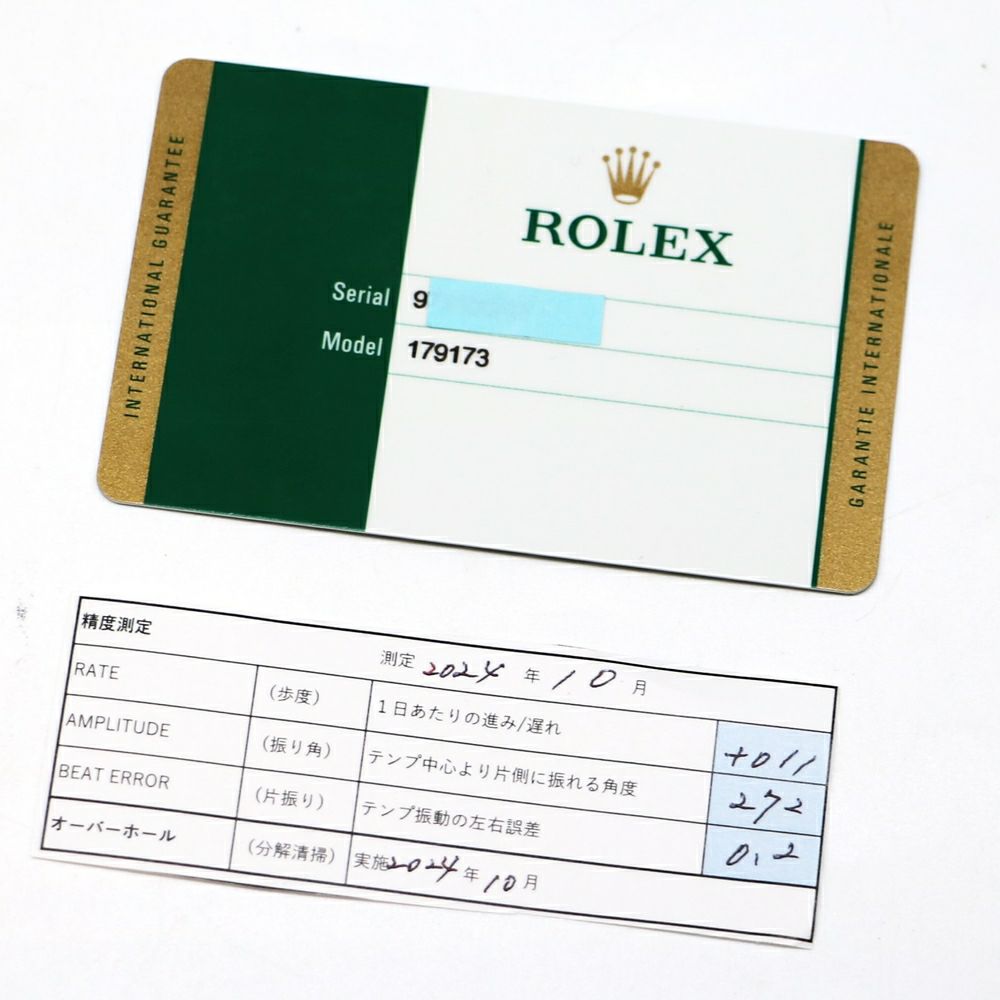 INTERNATIONAL GUARANTEE
ROLEX
Serial 9
Model 179173
GARANTIE INTERNATIONALE
精度測定
測定 2024 年 10 月
RATE (歩度) 1日あたりの進み/遅れ +011
AMPLITUDE (振り角) テンプ中心より片側に振れる角度 272
BEAT ERROR (片振り) テンプ振動の左右誤差 0.2
オーバーホール (分解清掃) 実施 2024 年 10 月